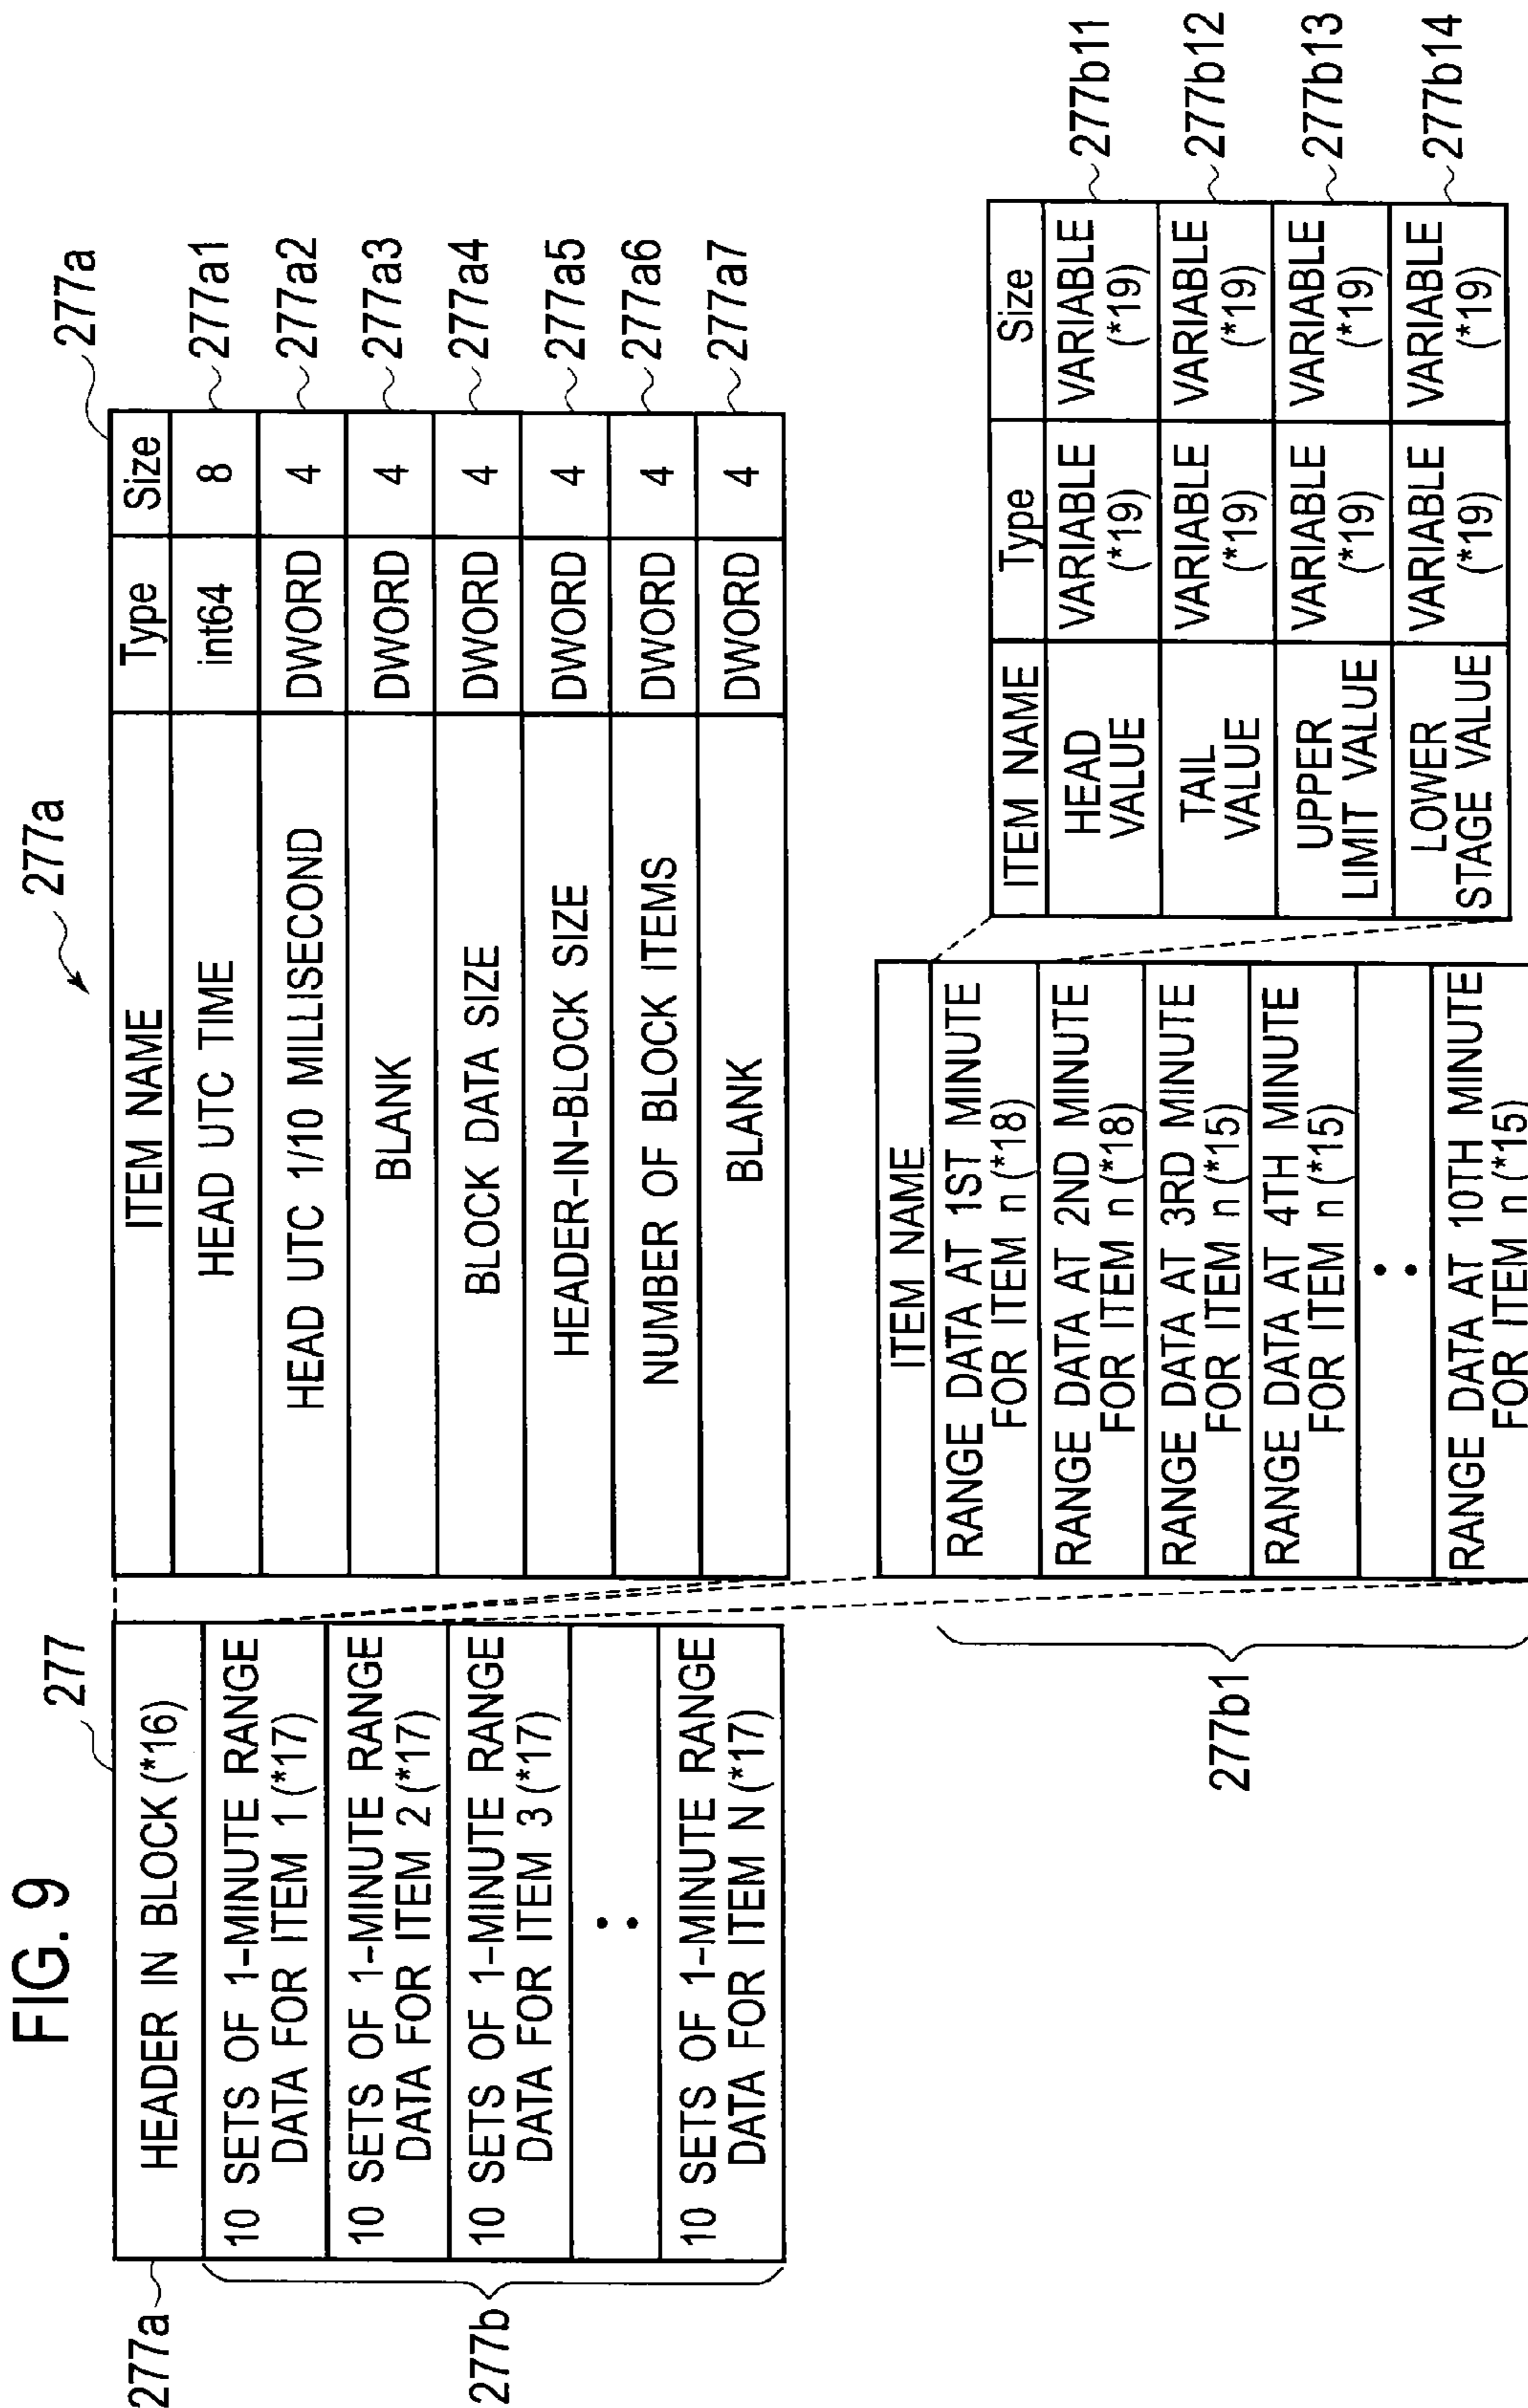 FIG. 9
277
277a
HEADER IN BLOCK (*16)
10 SETS OF 1-MINUTE RANGE
DATA FOR ITEM 1 (*17)
10 SETS OF 1-MINUTE RANGE
DATA FOR ITEM 2 (*17)
10 SETS OF 1-MINUTE RANGE
DATA FOR ITEM 3 (*17)
10 SETS OF 1-MINUTE RANGE
DATA FOR ITEM N (*17)
277b
277a
277a
ITEM NAME Type Size
HEAD UTC TIME int64 8 277a1
HEAD UTC 1/10 MILLISECOND DWORD 4 277a2
BLANK DWORD 4 277a3
BLOCK DATA SIZE DWORD 4 277a4
HEADER-IN-BLOCK SIZE DWORD 4 277a5
NUMBER OF BLOCK ITEMS DWORD 4 277a6
BLANK DWORD 4 277a7
277b1
ITEM NAME
RANGE DATA AT 1ST MINUTE
FOR ITEM n (*18)
RANGE DATA AT 2ND MINUTE
FOR ITEM n (*18)
RANGE DATA AT 3RD MINUTE
FOR ITEM n (*15)
RANGE DATA AT 4TH MINUTE
FOR ITEM n (*15)
RANGE DATA AT 10TH MINUTE
FOR ITEM n (*15)
ITEM NAME Type Size
HEAD VARIABLE VARIABLE 277b11
VALUE (*19) (*19)
TAIL VARIABLE VARIABLE 277b12
VALUE (*19) (*19)
UPPER VARIABLE VARIABLE 277b13
LIMIT VALUE (*19) (*19)
LOWER VARIABLE VARIABLE 277b14
STAGE VALUE (*19) (*19)